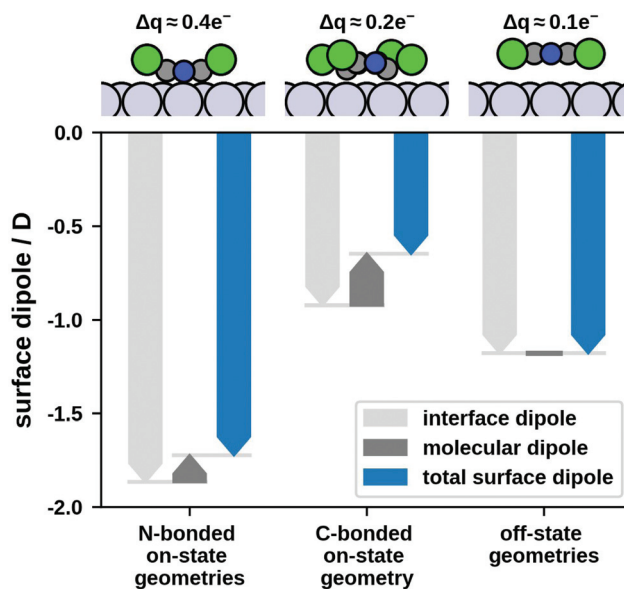 Δq ≈ 0.4e⁻ Δq ≈ 0.2e⁻ Δq ≈ 0.1e⁻
surface dipole / D
0.0
-0.5
-1.0
-1.5
-2.0
interface dipole
molecular dipole
total surface dipole
N-bonded
on-state
geometries
C-bonded
on-state
geometry
off-state
geometries